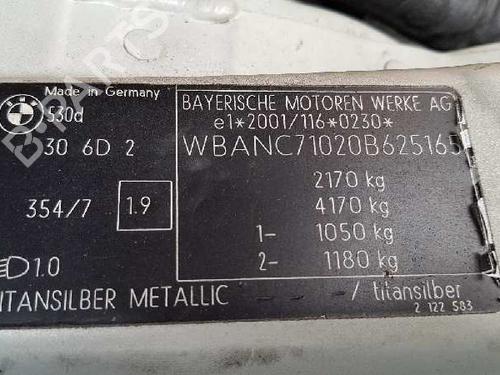 BMW
Made in Germany
530d
30 6D 2
354/7 1.9
1.0
TITANSILBER METALLIC
BAYERISCHE MOTOREN WERKE AG
e1*2001/116*0230*
WBANC71020B625165
2170 kg
4170 kg
1- 1050 kg
2- 1180 kg
--- / titansilber
2 122 583
B-PARTS